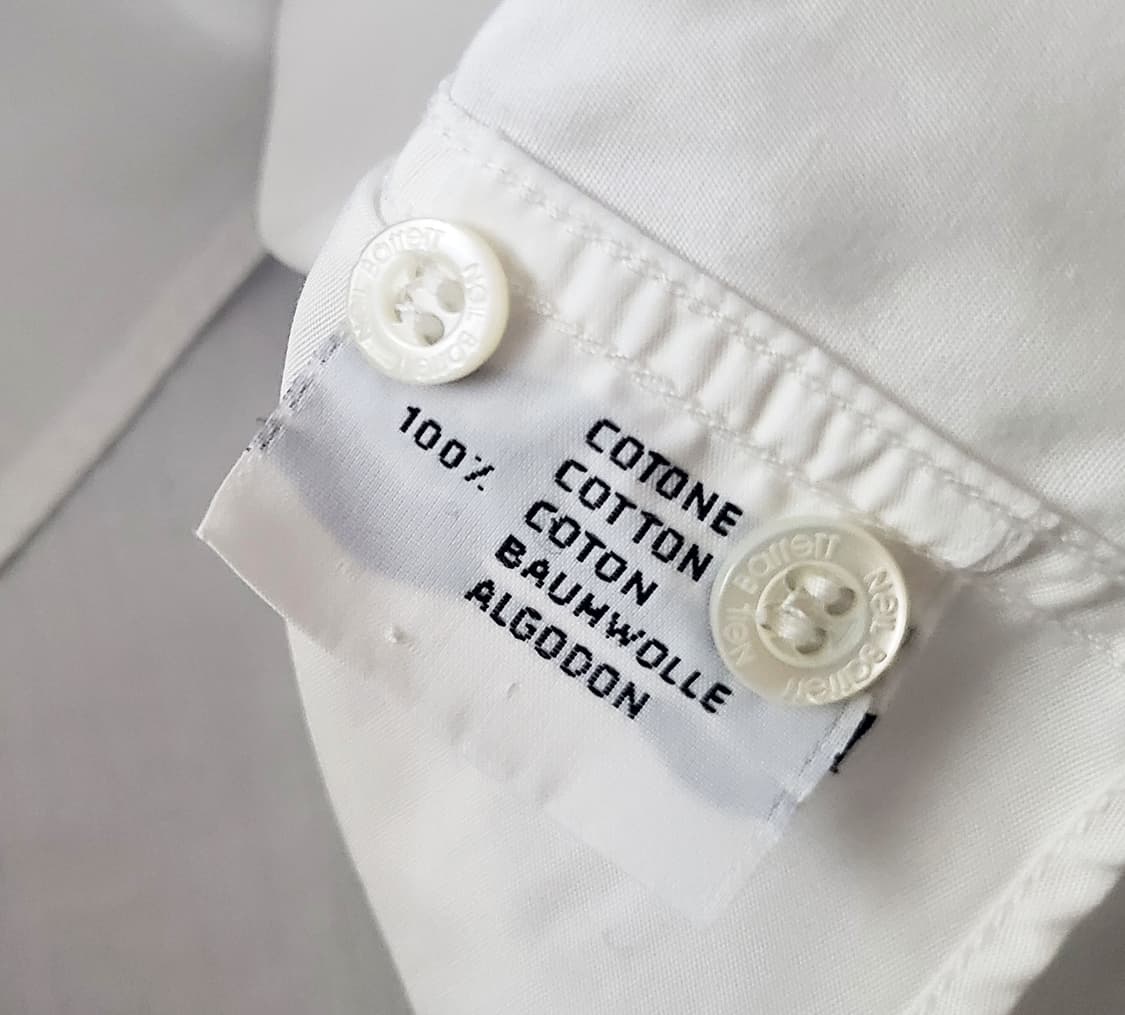 Neil Barrett Neil Barrett
100% COTONE
COTTON
COTON
BAUMWOLLE
ALGODON
Neil Barrett Neil Barrett